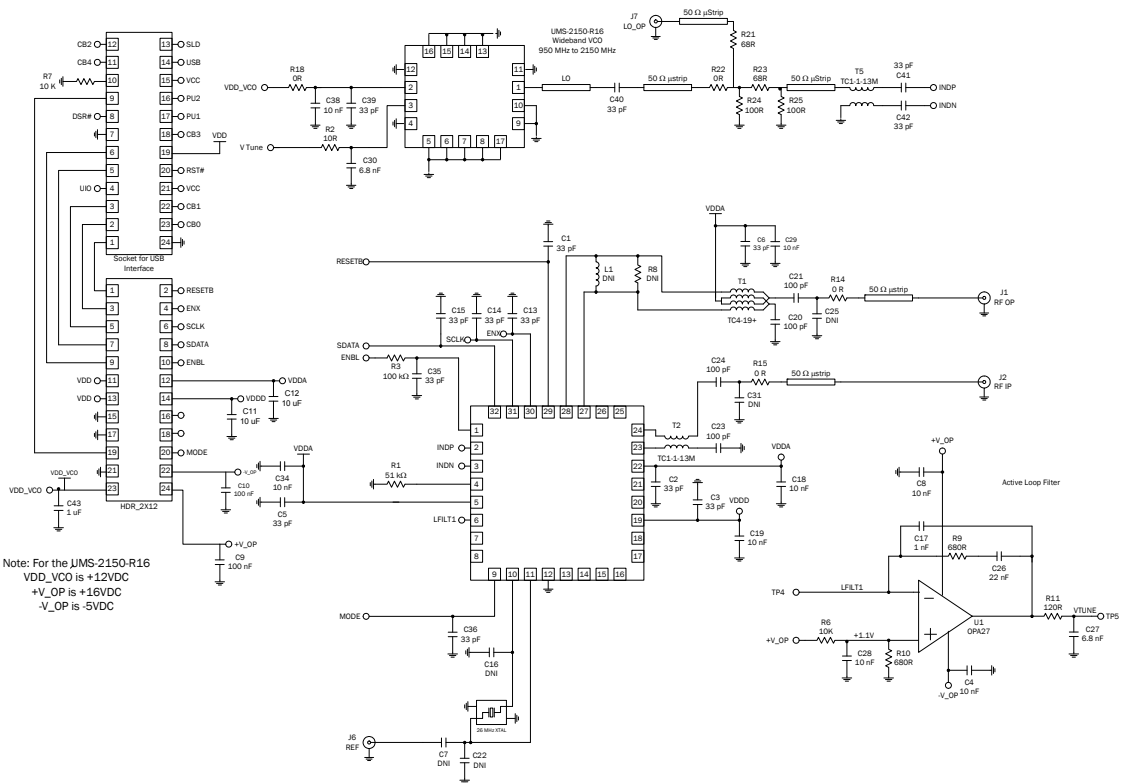 J7
LO_OP
50 Ω µStrip
UMS-2150-R16
Wideband VCO
950 MHz to 2150 MHz
R21
68R
16 15 14 13
12
2
3
4
11
1
10
9
5 6 7 8 17
CB2 12
CB4 11
R7
10 K
10
9
DSR# 8
7
6
5
UIO 4
3
2
1
13 SLD
14 USB
15 VCC
16 PU2
17 PU1
18 CB3
19 VDD
20 RST#
21 VCC
22 CB1
23 CB0
24
Socket for USB
Interface
R18
0R
VDD_VCO
C38
10 nF
C39
33 pF
R2
10R
V Tune
C30
6.8 nF
LO
C40
33 pF
50 Ω µstrip
R22
0R
R23
68R
R24
100R
R25
100R
50 Ω µStrip
T5
TC1-1-13M
33 pF
C41
INDP
INDN
C42
33 pF
1 2 RESETB
3 4 ENX
5 6 SCLK
7 8 SDATA
9 10 ENBL
VDD 11 12 VDDA
VDD 13 14 VDDD
15 16
17 18
19 20 MODE
21 22 -V_OP
23 24
HDR_2X12
C12
10 uF
C11
10 uF
C10
100 nF
VDD_VCO
VDD_VCO
C43
1 uF
+V_OP
C9
100 nF
Note: For the UMS-2150-R16
VDD_VCO is +12VDC
+V_OP is +16VDC
-V_OP is -5VDC
RESETB
C1
33 pF
C15
33 pF
C14
33 pF
C13
33 pF
ENX
SCLK
SDATA
ENBL
R3
100 kΩ
C35
33 pF
L1
DNI
R8
DNI
VDDA
C6
33 pF
C29
10 nF
T1
TC4-19+
C21
100 pF
C20
100 pF
R14
0 R
C25
DNI
50 Ω µstrip
J1
RF OP
C24
100 pF
R15
0 R
C31
DNI
50 Ω µstrip
J2
RF IP
T2
TC1-1-13M
C23
100 pF
32 31 30 29 28 27 26 25
1
2
3
4
5
6
7
8
24
23
22
21
20
19
18
17
9 10 11 12 13 14 15 16
INDP
INDN
R1
51 kΩ
VDDA
C34
10 nF
C5
33 pF
LFILT1
VDDA
C2
33 pF
C18
10 nF
C3
33 pF
VDDD
C19
10 nF
MODE
C36
33 pF
C16
DNI
26 MHz XTAL
J6
REF
C7
DNI
C22
DNI
+V_OP
C8
10 nF
Active Loop Filter
C17
1 nF
R9
680R
C26
22 nF
TP4
LFILT1
U1
OPA27
R11
120R
VTUNE
TP5
C27
6.8 nF
+V_OP
R6
10K
+1.1V
C28
10 nF
R10
680R
C4
10 nF
-V_OP